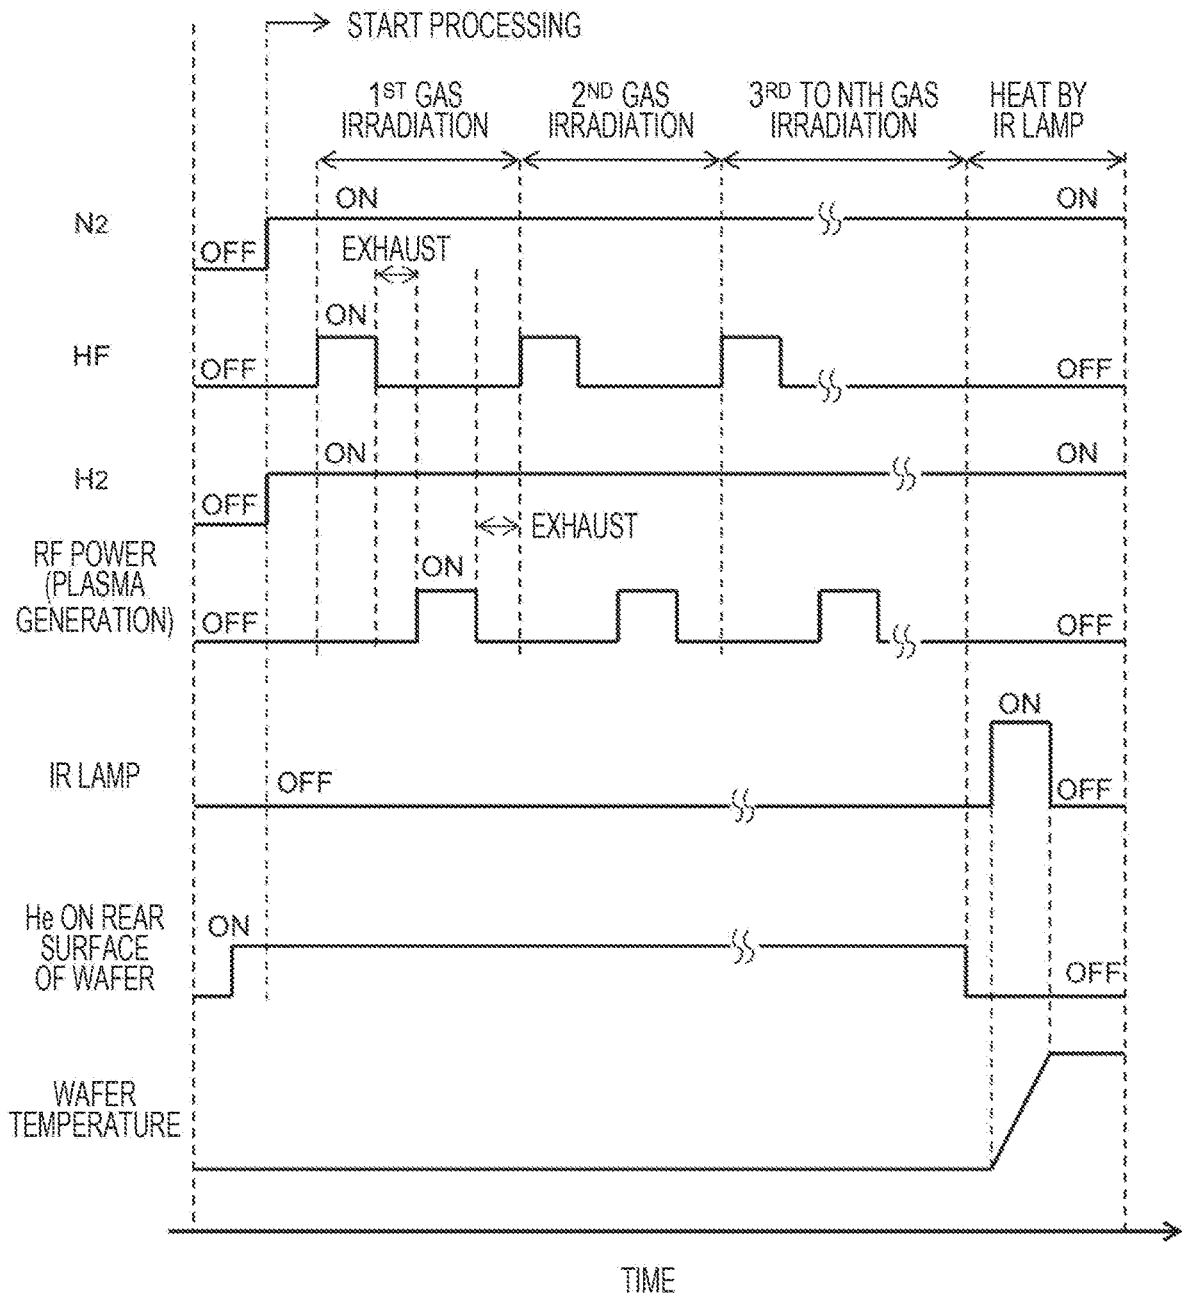 START PROCESSING
1ST GAS
IRRADIATION
2ND GAS
IRRADIATION
3RD TO NTH GAS
IRRADIATION
HEAT BY
IR LAMP
N2
OFF
ON
ON
EXHAUST
HF
OFF
ON
OFF
H2
OFF
ON
ON
EXHAUST
RF POWER
(PLASMA
GENERATION)
OFF
ON
OFF
IR LAMP
OFF
ON
OFF
He ON REAR
SURFACE
OF WAFER
ON
OFF
WAFER
TEMPERATURE
TIME